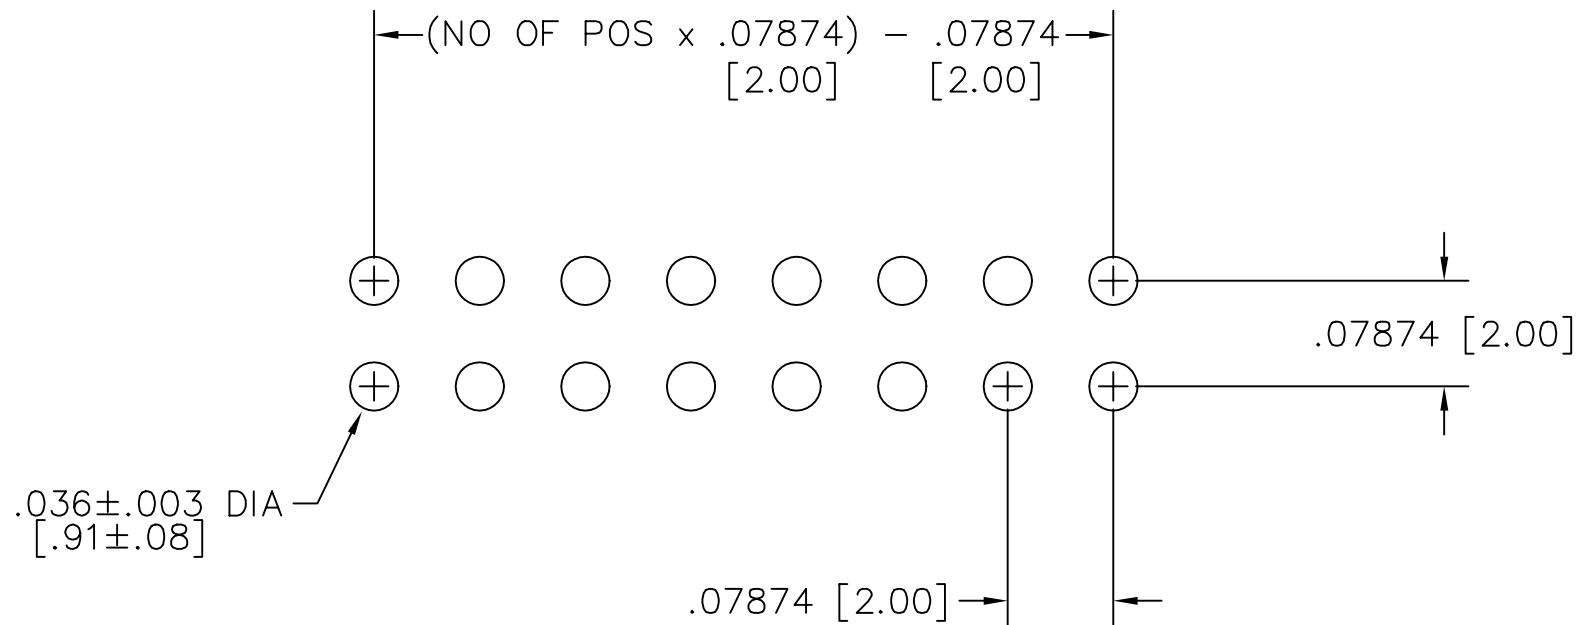 (NO OF POS x .07874) - .07874
[2.00] [2.00]
.07874 [2.00]
.036±.003 DIA
[.91±.08]
.07874 [2.00]